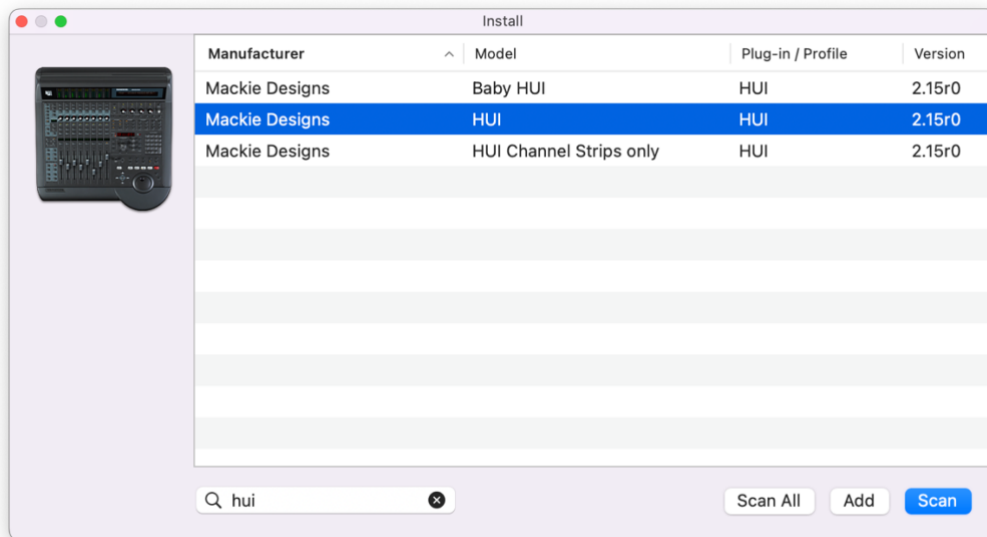 Install
Manufacturer Model Plug-in / Profile Version
Mackie Designs Baby HUI HUI 2.15r0
Mackie Designs HUI HUI 2.15r0
Mackie Designs HUI Channel Strips only HUI 2.15r0
hui Scan All Add Scan